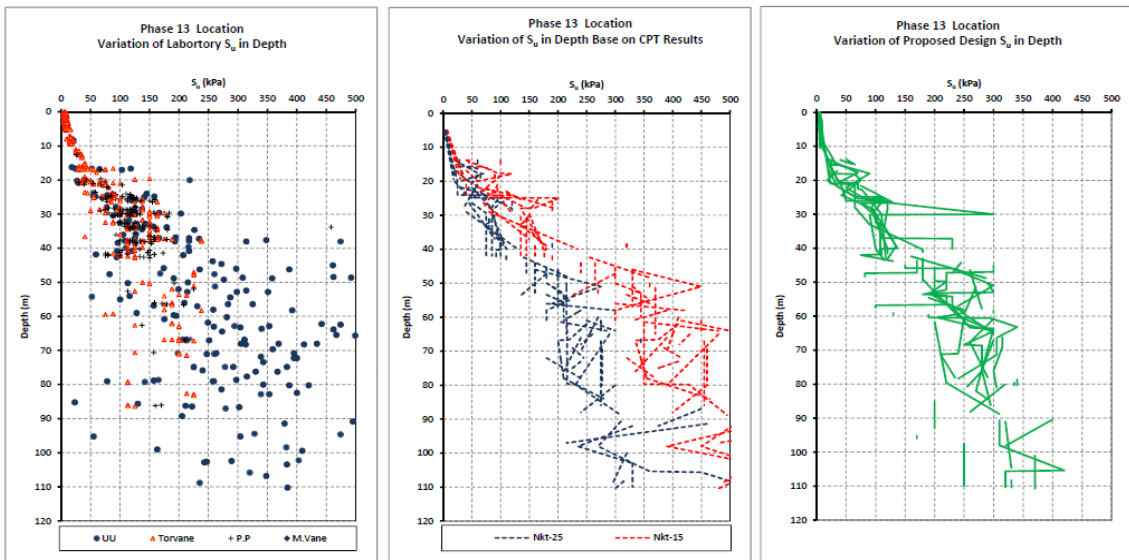 Phase 13 Location
Variation of Labortory Su in Depth
Su (kPa)
0 50 100 150 200 250 300 350 400 450 500
0
10
20
30
40
50
60
70
80
90
100
110
120
Depth (m)
UU Torvane P.P M.Vane
Phase 13 Location
Variation of Su in Depth Base on CPT Results
Su (kPa)
0 50 100 150 200 250 300 350 400 450 500
0
10
20
30
40
50
60
70
80
90
100
110
120
Depth (m)
Nkt-25 Nkt-15
Phase 13 Location
Variation of Proposed Design Su in Depth
Su (kPa)
0 50 100 150 200 250 300 350 400 450 500
0
10
20
30
40
50
60
70
80
90
100
110
120
Depth (m)